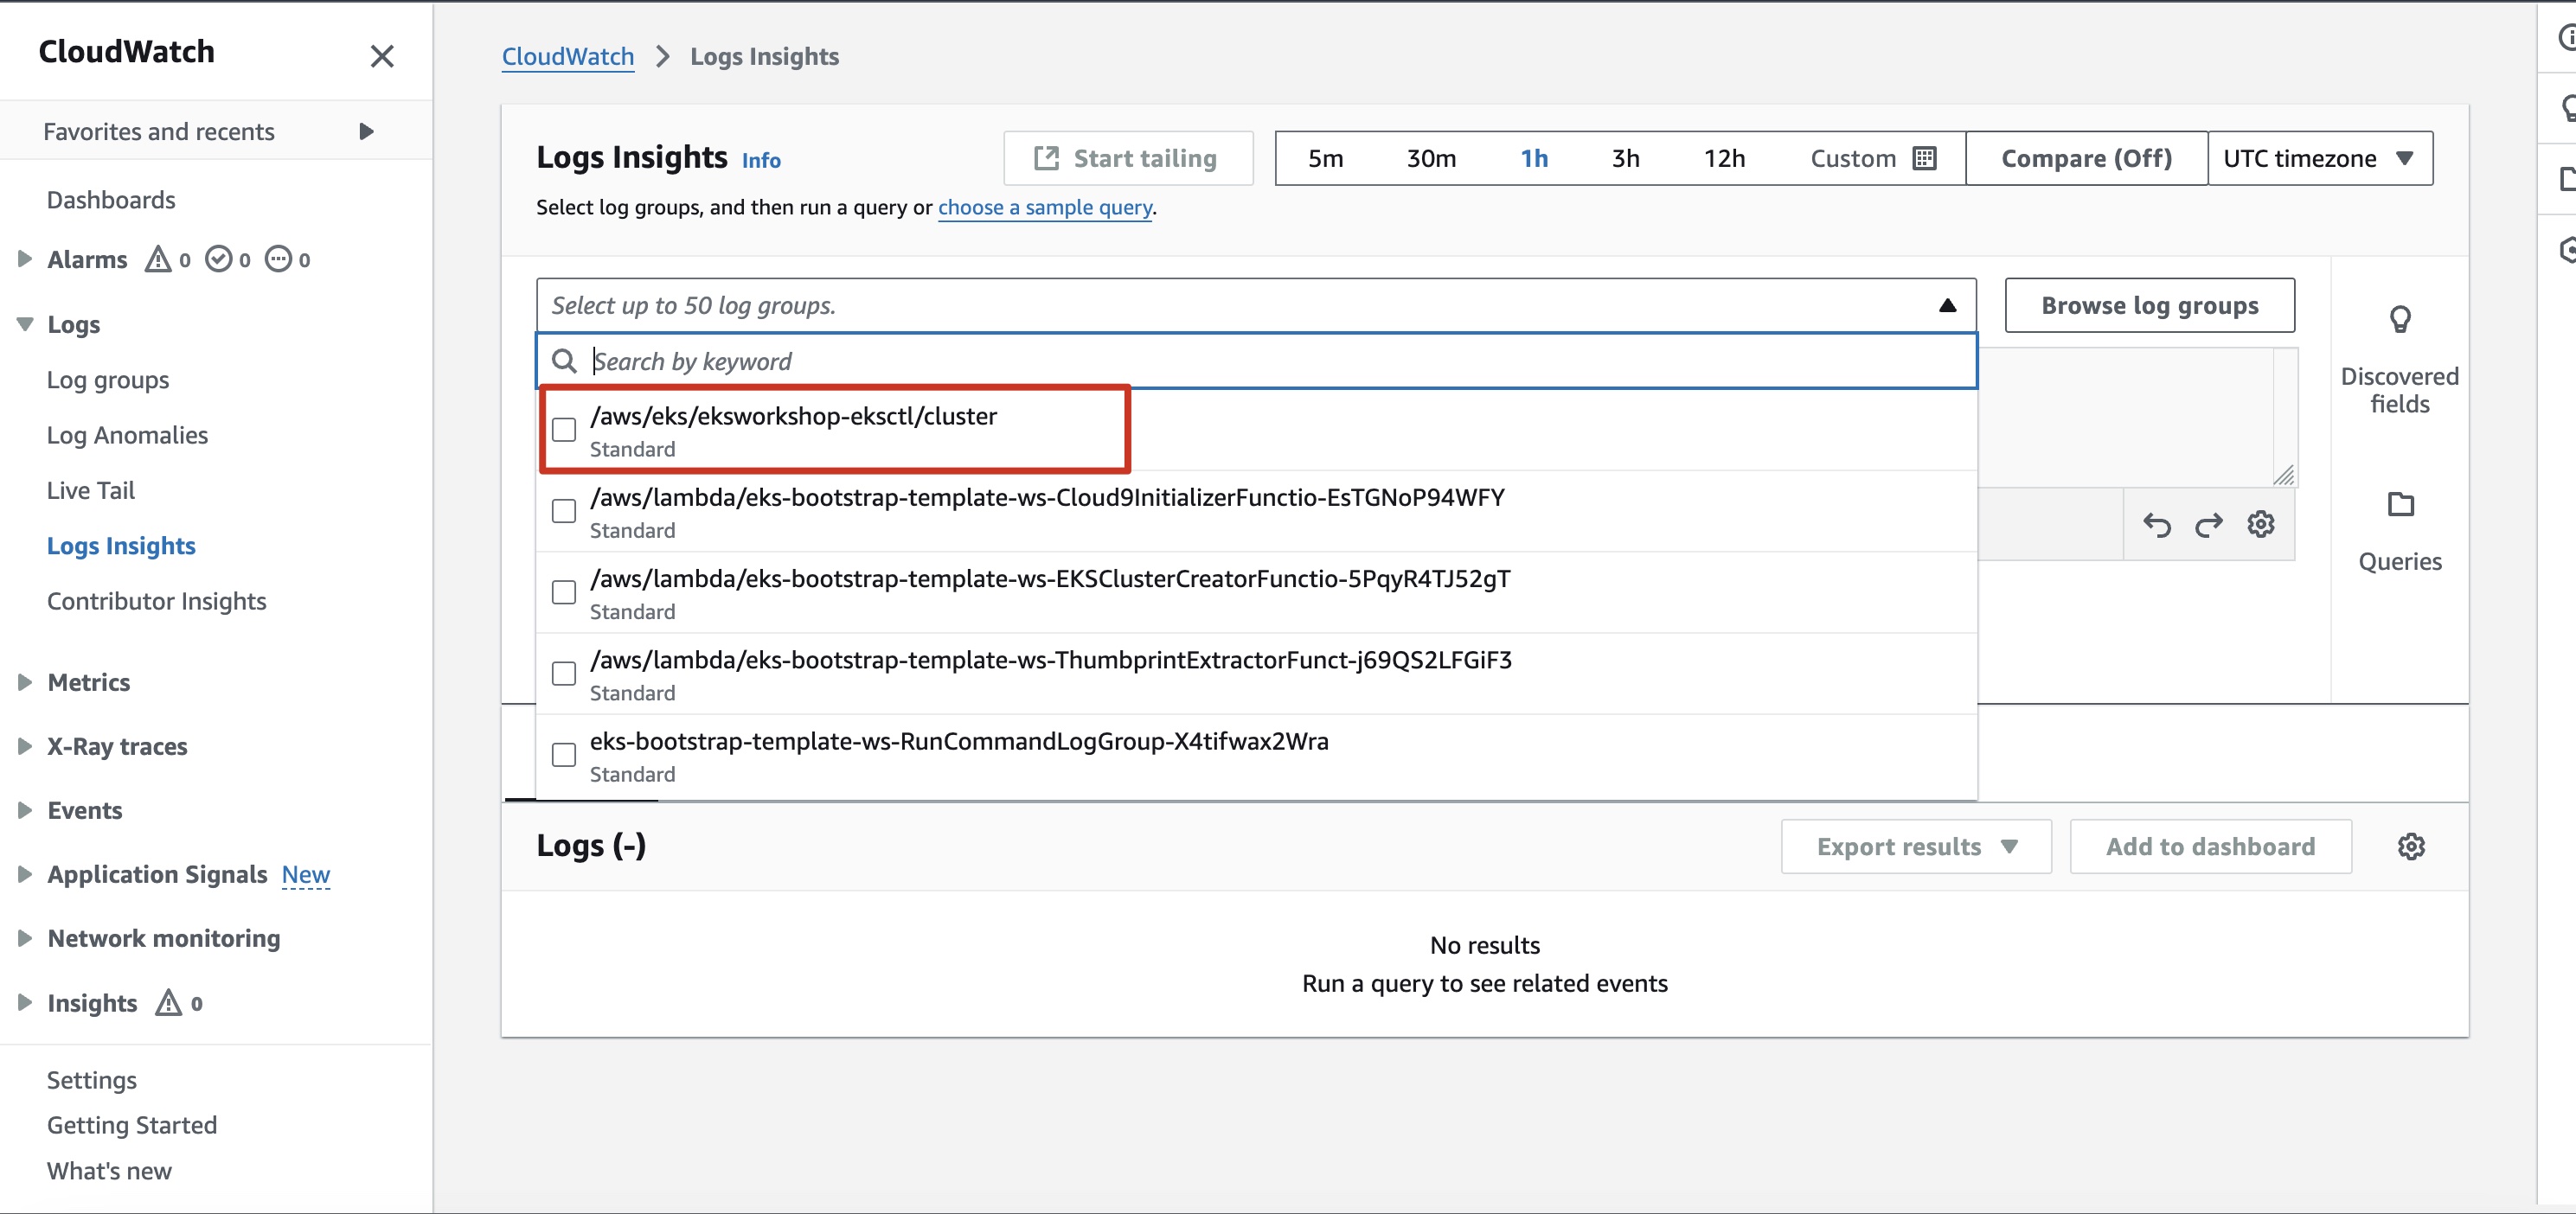 CloudWatch
Favorites and recents
Dashboards
Alarms 0 0 0
Logs
Log groups
Log Anomalies
Live Tail
Logs Insights
Contributor Insights
Metrics
X-Ray traces
Events
Application Signals New
Network monitoring
Insights 0
Settings
Getting Started
What's new
CloudWatch > Logs Insights
Logs Insights Info
Start tailing
5m 30m 1h 3h 12h Custom
Compare (Off)
UTC timezone
Select log groups, and then run a query or choose a sample query.
Select up to 50 log groups.
Browse log groups
Search by keyword
/aws/eks/eksworkshop-eksctl/cluster
Standard
/aws/lambda/eks-bootstrap-template-ws-Cloud9InitializerFunctio-EsTGNoP94WFY
Standard
/aws/lambda/eks-bootstrap-template-ws-EKSClusterCreatorFunctio-5PqyR4TJ52gT
Standard
/aws/lambda/eks-bootstrap-template-ws-ThumbprintExtractorFunct-j69QS2LFGiF3
Standard
eks-bootstrap-template-ws-RunCommandLogGroup-X4tifwax2Wra
Standard
Discovered
fields
Queries
Logs (-)
Export results
Add to dashboard
No results
Run a query to see related events